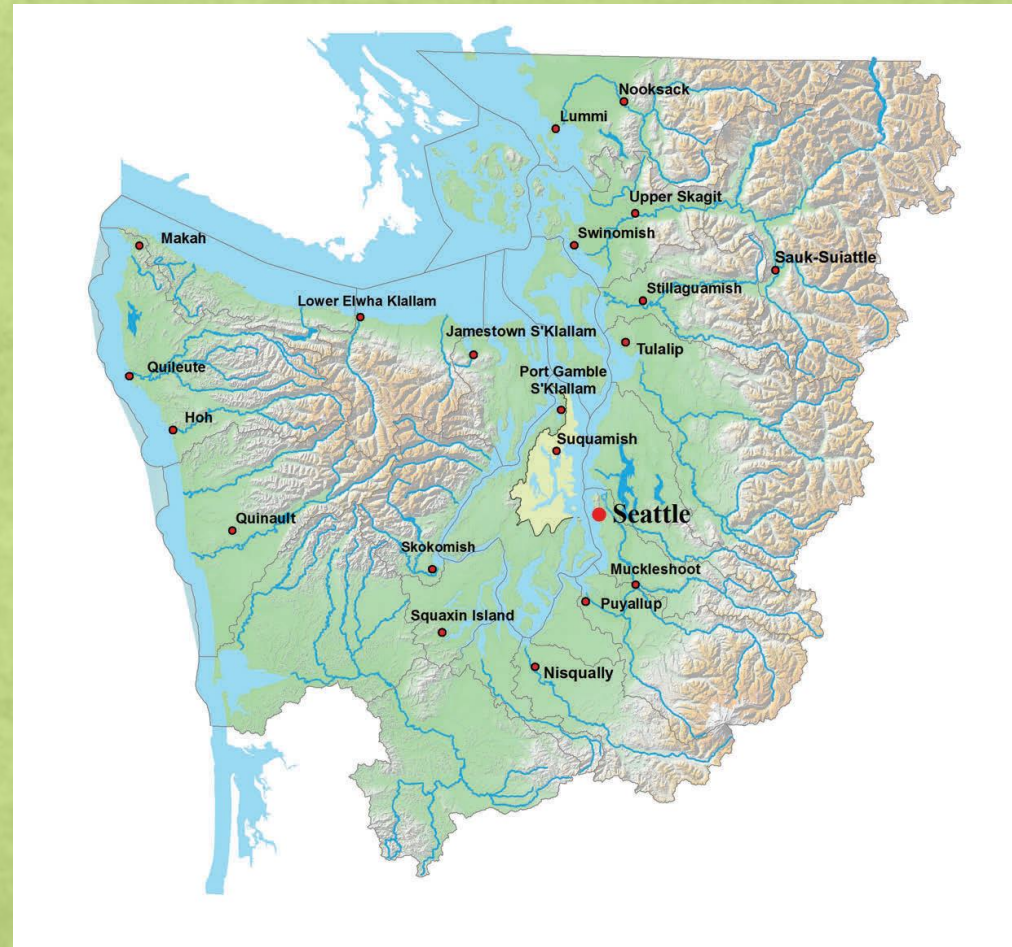 Nooksack
Lummi
Upper Skagit
Swinomish
Makah
Sauk-Suiattle
Stillaguamish
Lower Elwha Klallam
Jamestown S'Klallam
Tulalip
Quileute
Port Gamble
S'Klallam
Hoh
Suquamish
Seattle
Quinault
Skokomish
Muckleshoot
Puyallup
Squaxin Island
Nisqually